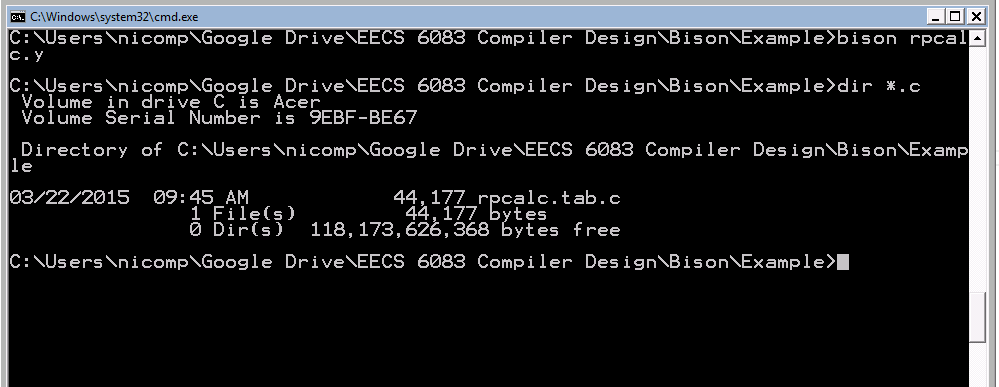 C:\Windows\system32\cmd.exe
C:\Users\nicomp\Google Drive\EECS 6083 Compiler Design\Bison\Example>bison rpcal
c.y
C:\Users\nicomp\Google Drive\EECS 6083 Compiler Design\Bison\Example>dir *.c
Volume in drive C is Acer
Volume Serial Number is 9EBF-BE67
Directory of C:\Users\nicomp\Google Drive\EECS 6083 Compiler Design\Bison\Examp
le
03/22/2015  09:45 AM            44,177 rpcalc.tab.c
1 File(s)         44,177 bytes
0 Dir(s)  118,173,626,368 bytes free
C:\Users\nicomp\Google Drive\EECS 6083 Compiler Design\Bison\Example>